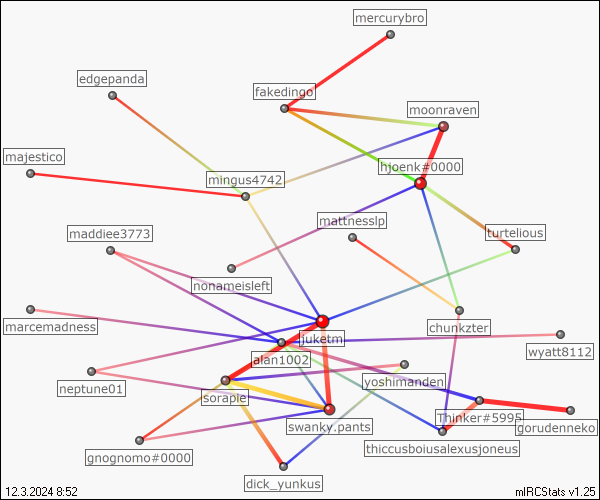 mercurybro
edgepanda
fakedingo
moonraven
majestico
mingus4742
hjoenk#0000
mattnesslp
maddiee3773
turtelious
nonameisleft
marcemadness
juketm
chunkzter
alan1002
wyatt8112
neptune01
sorapie
yoshimanden
swanky.pants
Thinker#5995
gorudenneko
gnognomo#0000
thiccusboiusalexusjoneus
dick_yunkus
12.3.2024 8:52
mIRCStats v1.25